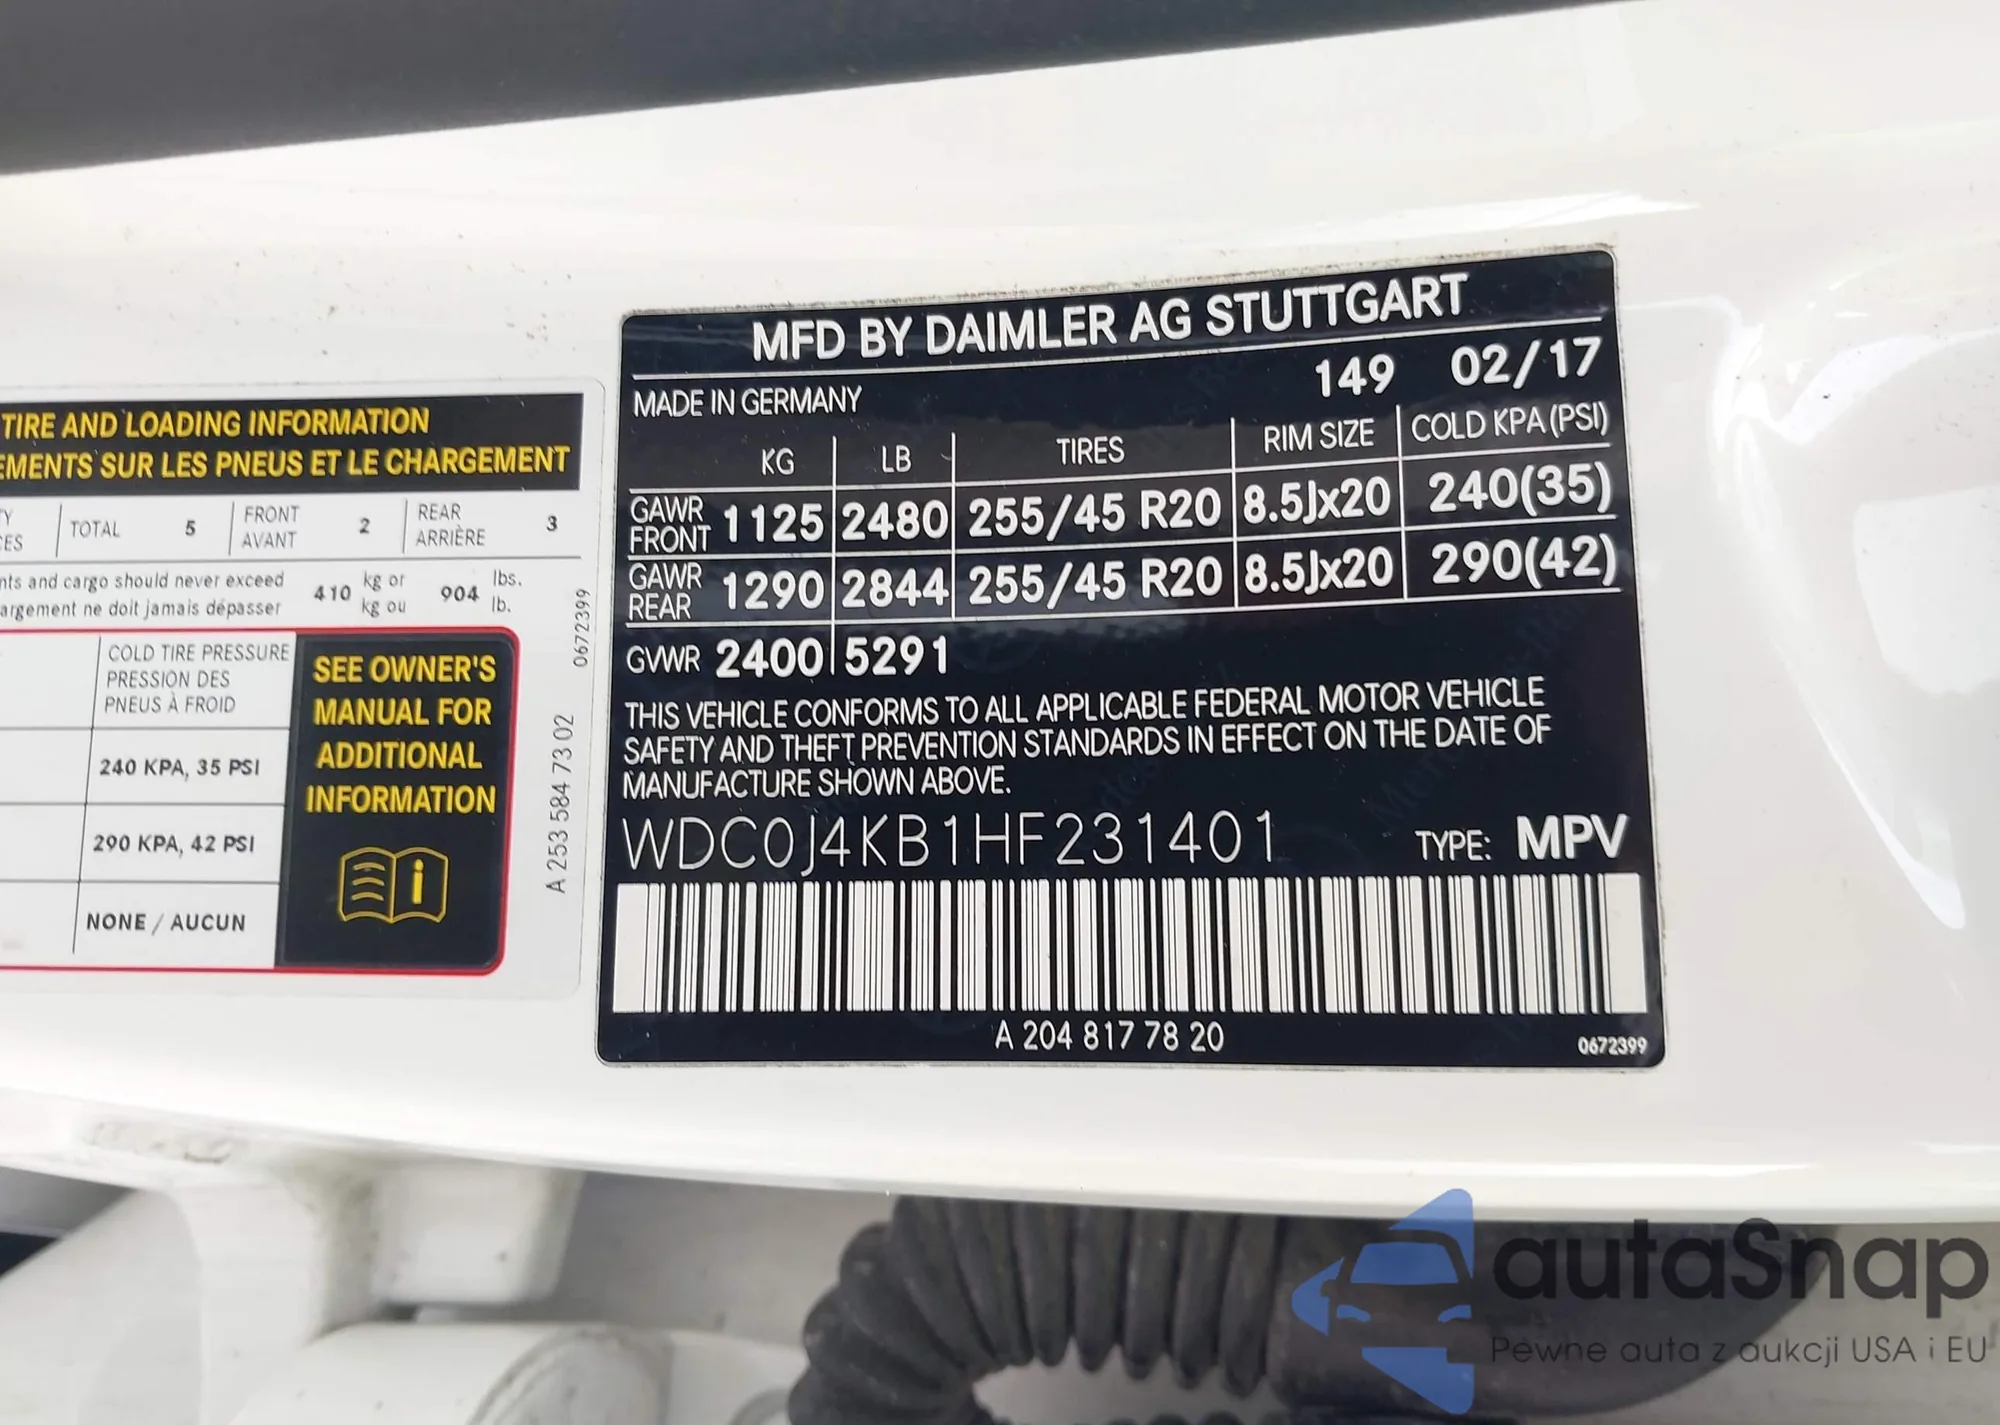 TIRE AND LOADING INFORMATION
SUR LES PNEUS ET LE CHARGEMENT
TOTAL 5 FRONT AVANT 2 REAR ARRIÈRE 3
and cargo should never exceed 410 kg or 904 lbs.
ne doit jamais dépasser kg ou lb.
COLD TIRE PRESSURE
PRESSION DES
PNEUS À FROID
240 KPA, 35 PSI
290 KPA, 42 PSI
NONE / AUCUN
SEE OWNER'S
MANUAL FOR
ADDITIONAL
INFORMATION
0672399
A 253 584 73 02
MFD BY DAIMLER AG STUTTGART
MADE IN GERMANY 149 02/17
KG LB TIRES RIM SIZE COLD KPA (PSI)
GAWR FRONT 1125 2480 255/45 R20 8.5Jx20 240(35)
GAWR REAR 1290 2844 255/45 R20 8.5Jx20 290(42)
GVWR 2400 5291
THIS VEHICLE CONFORMS TO ALL APPLICABLE FEDERAL MOTOR VEHICLE
SAFETY AND THEFT PREVENTION STANDARDS IN EFFECT ON THE DATE OF
MANUFACTURE SHOWN ABOVE.
WDC0J4KB1HF231401 TYPE: MPV
A 204 817 78 20
0672399
autaSnap
Pewne auta z aukcji USA i EU